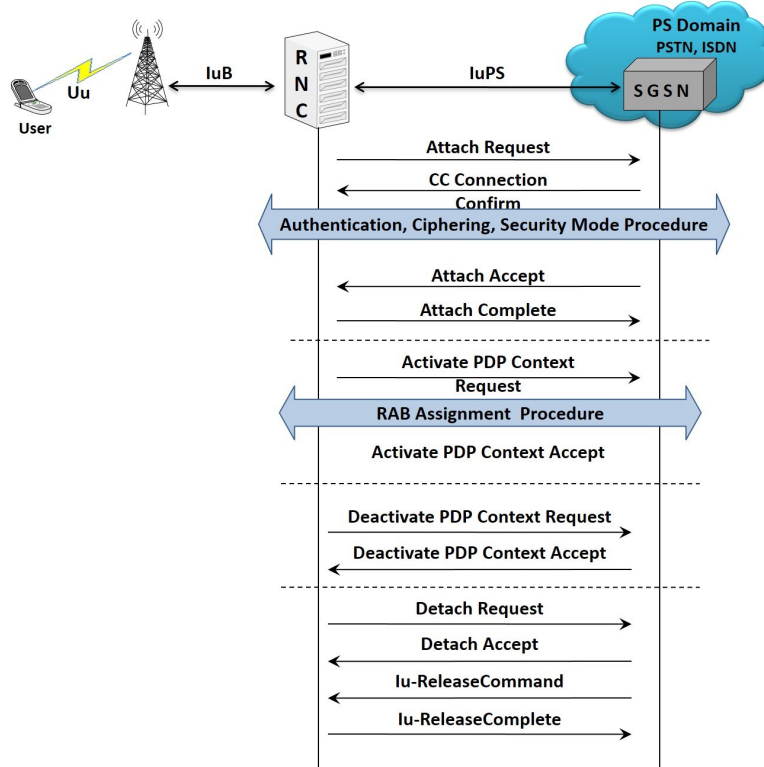 PS Domain
PSTN, ISDN
R
N
C
IuB
IuPS
SGSN
Uu
User
Attach Request
CC Connection
Confirm
Authentication, Ciphering, Security Mode Procedure
Attach Accept
Attach Complete
Activate PDP Context
Request
RAB Assignment Procedure
Activate PDP Context Accept
Deactivate PDP Context Request
Deactivate PDP Context Accept
Detach Request
Detach Accept
Iu-ReleaseCommand
Iu-ReleaseComplete